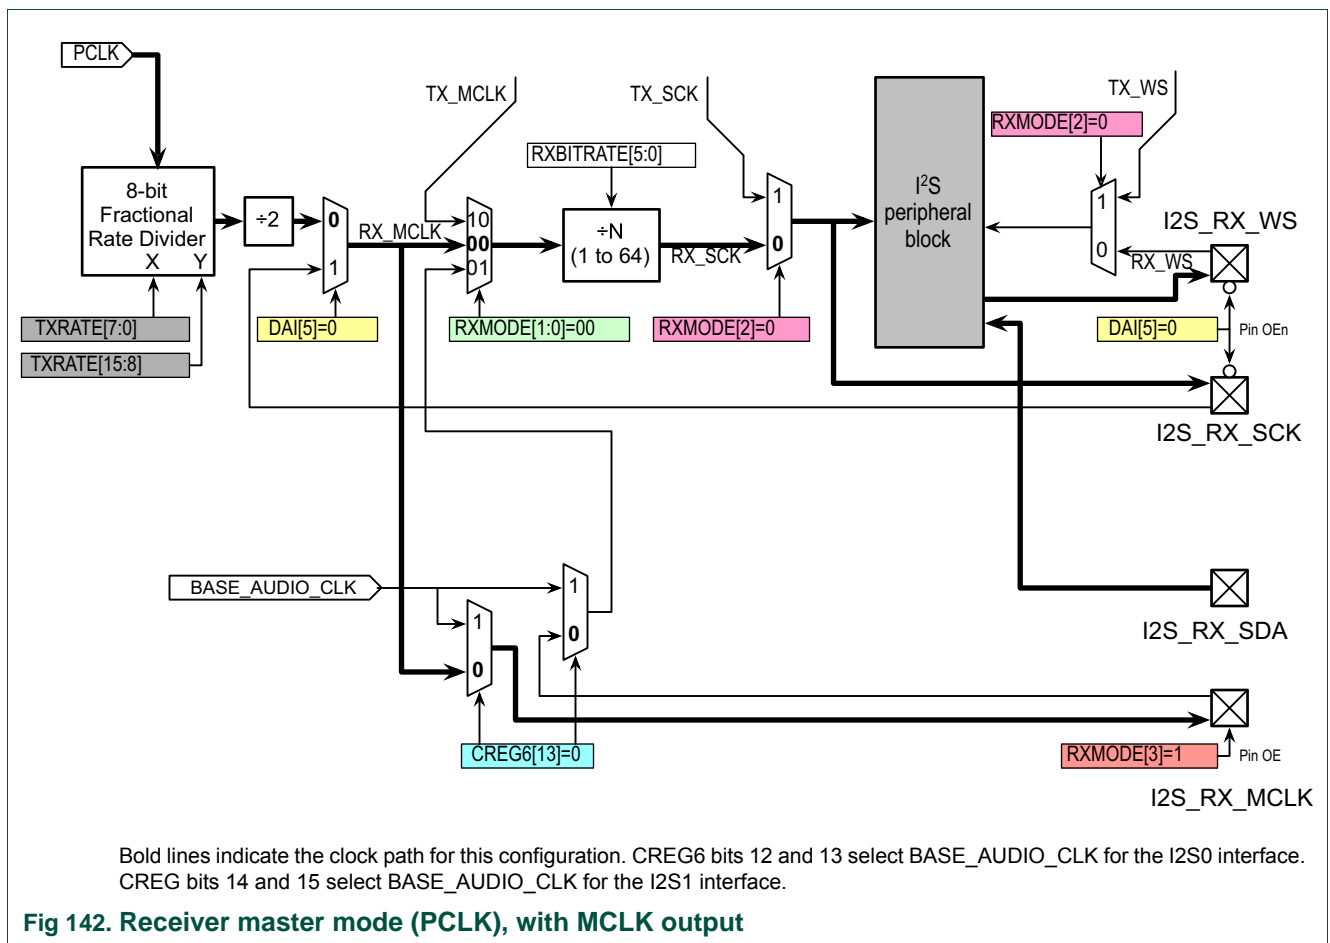 PCLK
TX_MCLK
TX_SCK
TX_WS
RXMODE[2]=0
RXBITRATE[5:0]
8-bit
Fractional
Rate Divider
X Y
÷2
0
1
RX_MCLK
10
00
01
÷N
(1 to 64)
RX_SCK
1
0
I²S
peripheral
block
1
0
I2S_RX_WS
RX_WS
TXRATE[7:0]
DAI[5]=0
RXMODE[1:0]=00
RXMODE[2]=0
DAI[5]=0
Pin OEn
TXRATE[15:8]
I2S_RX_SCK
BASE_AUDIO_CLK
1
0
1
0
I2S_RX_SDA
CREG6[13]=0
RXMODE[3]=1
Pin OE
I2S_RX_MCLK
Bold lines indicate the clock path for this configuration. CREG6 bits 12 and 13 select BASE_AUDIO_CLK for the I2S0 interface.
CREG bits 14 and 15 select BASE_AUDIO_CLK for the I2S1 interface.
Fig 142. Receiver master mode (PCLK), with MCLK output